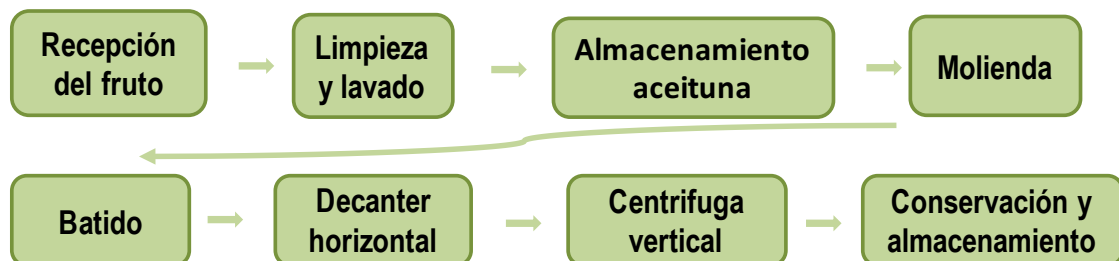 Recepción
del fruto
Limpieza
y lavado
Almacenamiento
aceituna
Molienda
Batido
Decanter
horizontal
Centrifuga
vertical
Conservación y
almacenamiento